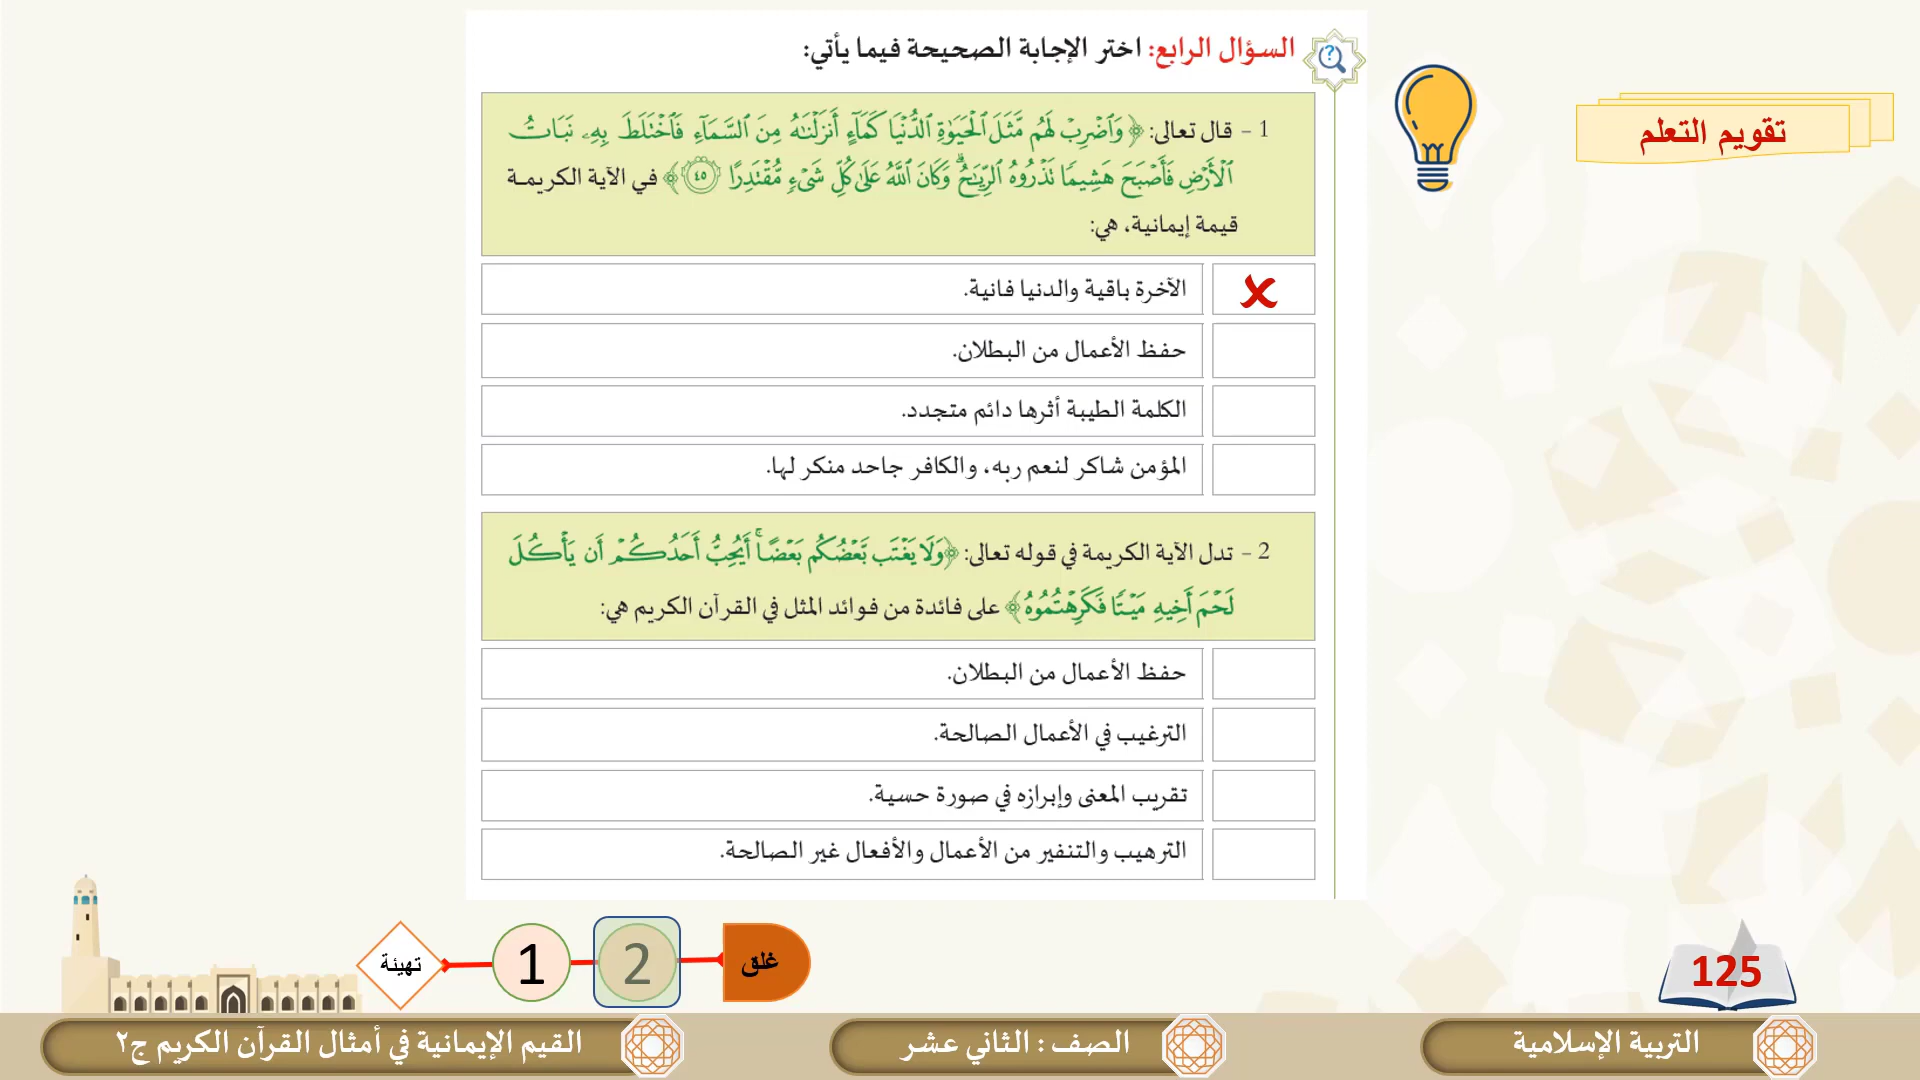 تقويم التعلم
السؤال الرابع: اختر الإجابة الصحيحة فيما يأتي:
1 - قال تعالى: ﴿وَٱضۡرِبۡ لَهُم مَّثَلَ ٱلۡحَيَوٰةِ ٱلدُّنۡيَا كَمَآءٍ أَنزَلۡنَٰهُ مِنَ ٱلسَّمَآءِ فَٱخۡتَلَطَ بِهِۦ نَبَاتُ
ٱلۡأَرۡضِ فَأَصۡبَحَ هَشِيمٗا تَذۡرُوهُ ٱلرِّيَٰحُۗ وَكَانَ ٱللَّهُ عَلَىٰ كُلِّ شَيۡءٖ مُّقۡتَدِرًا ٤٥﴾ في الآية الكريمـة
قيمة إيمانية، هي:
الآخرة باقية والدنيا فانية.
حفظ الأعمال من البطلان.
الكلمة الطيبة أثرها دائم متجدد.
المؤمن شاكر لنعم ربه، والكافر جاحد منكر لها.
2 - تدل الآية الكريمة في قوله تعالى: ﴿وَلَا يَغۡتَب بَّعۡضُكُم بَعۡضًاۚ أَيُحِبُّ أَحَدُكُمۡ أَن يَأۡكُلَ
لَحۡمَ أَخِيهِ مَيۡتٗا فَكَرِهۡتُمُوهُ﴾ على فائدة من فوائد المثل في القرآن الكريم هي:
حفظ الأعمال من البطلان.
الترغيب في الأعمال الصالحة.
تقريب المعنى وإبرازه في صورة حسية.
الترهيب والتنفير من الأعمال والأفعال غير الصالحة.
تهيئة
1
2
غلق
125
التربية الإسلامية
الصف : الثاني عشر
القيم الإيمانية في أمثال القرآن الكريم ج٢